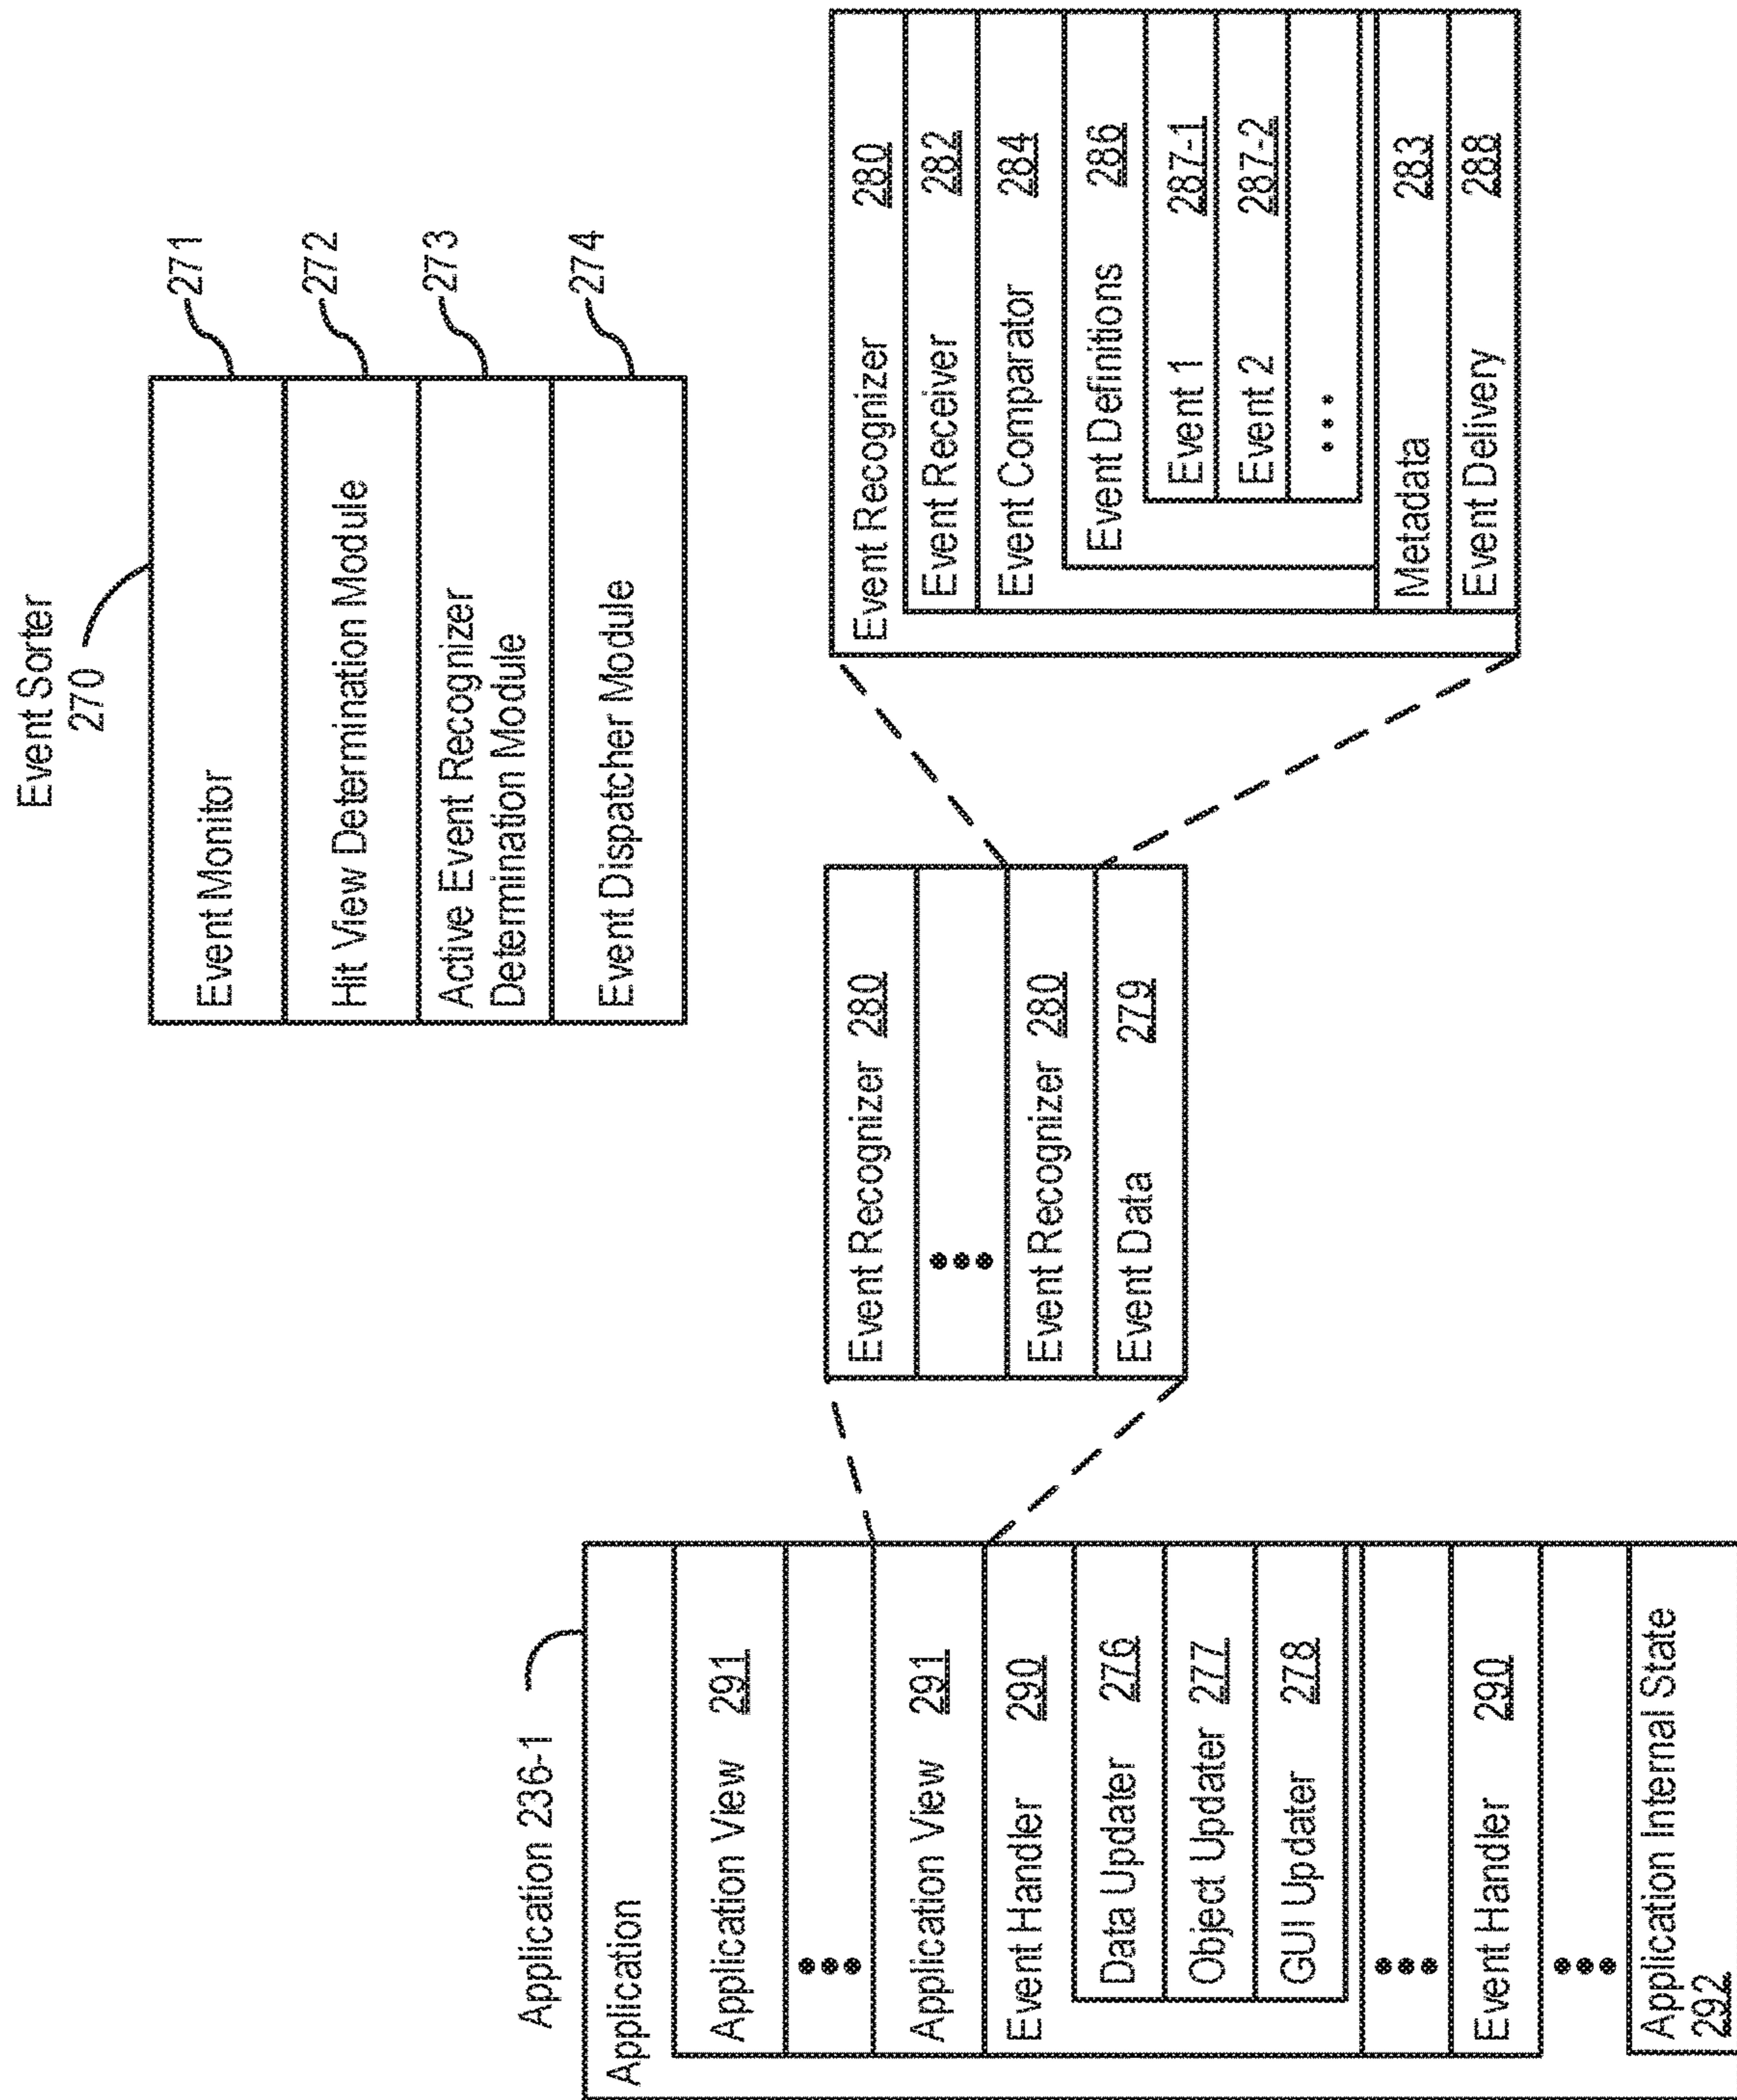 Event Sorter
270
Event Monitor
271
Hit View Determination Module
272
Active Event Recognizer
Determination Module
273
Event Dispatcher Module
274
Application 236-1
Application
Application View 291
•••
Application View 291
Event Handler 290
Data Updater 276
Object Updater 277
GUI Updater 278
•••
Event Handler 290
•••
Application Internal State
292
Event Recognizer 280
•••
Event Recognizer 280
Event Data 279
Event Recognizer 280
Event Receiver 282
Event Comparator 284
Event Definitions 286
Event 1 287-1
Event 2 287-2
•••
Metadata 283
Event Delivery 288